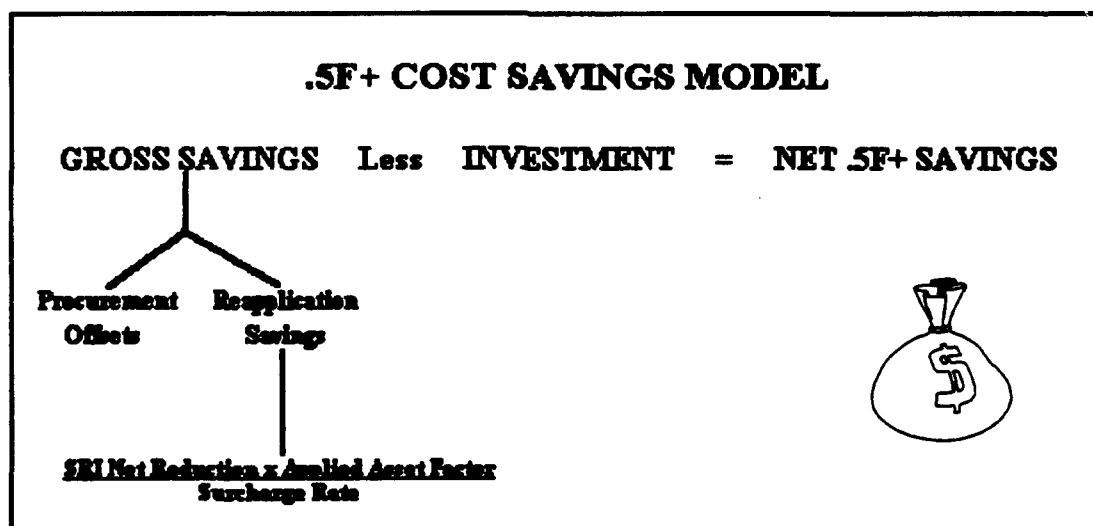 .5F+ COST SAVINGS MODEL
GROSS SAVINGS Less INVESTMENT = NET .5F+ SAVINGS
Procurement Offsets
Reapplication Savings
$
SRI Net Reduction x Applied Asset Factor
Surcharge Rate